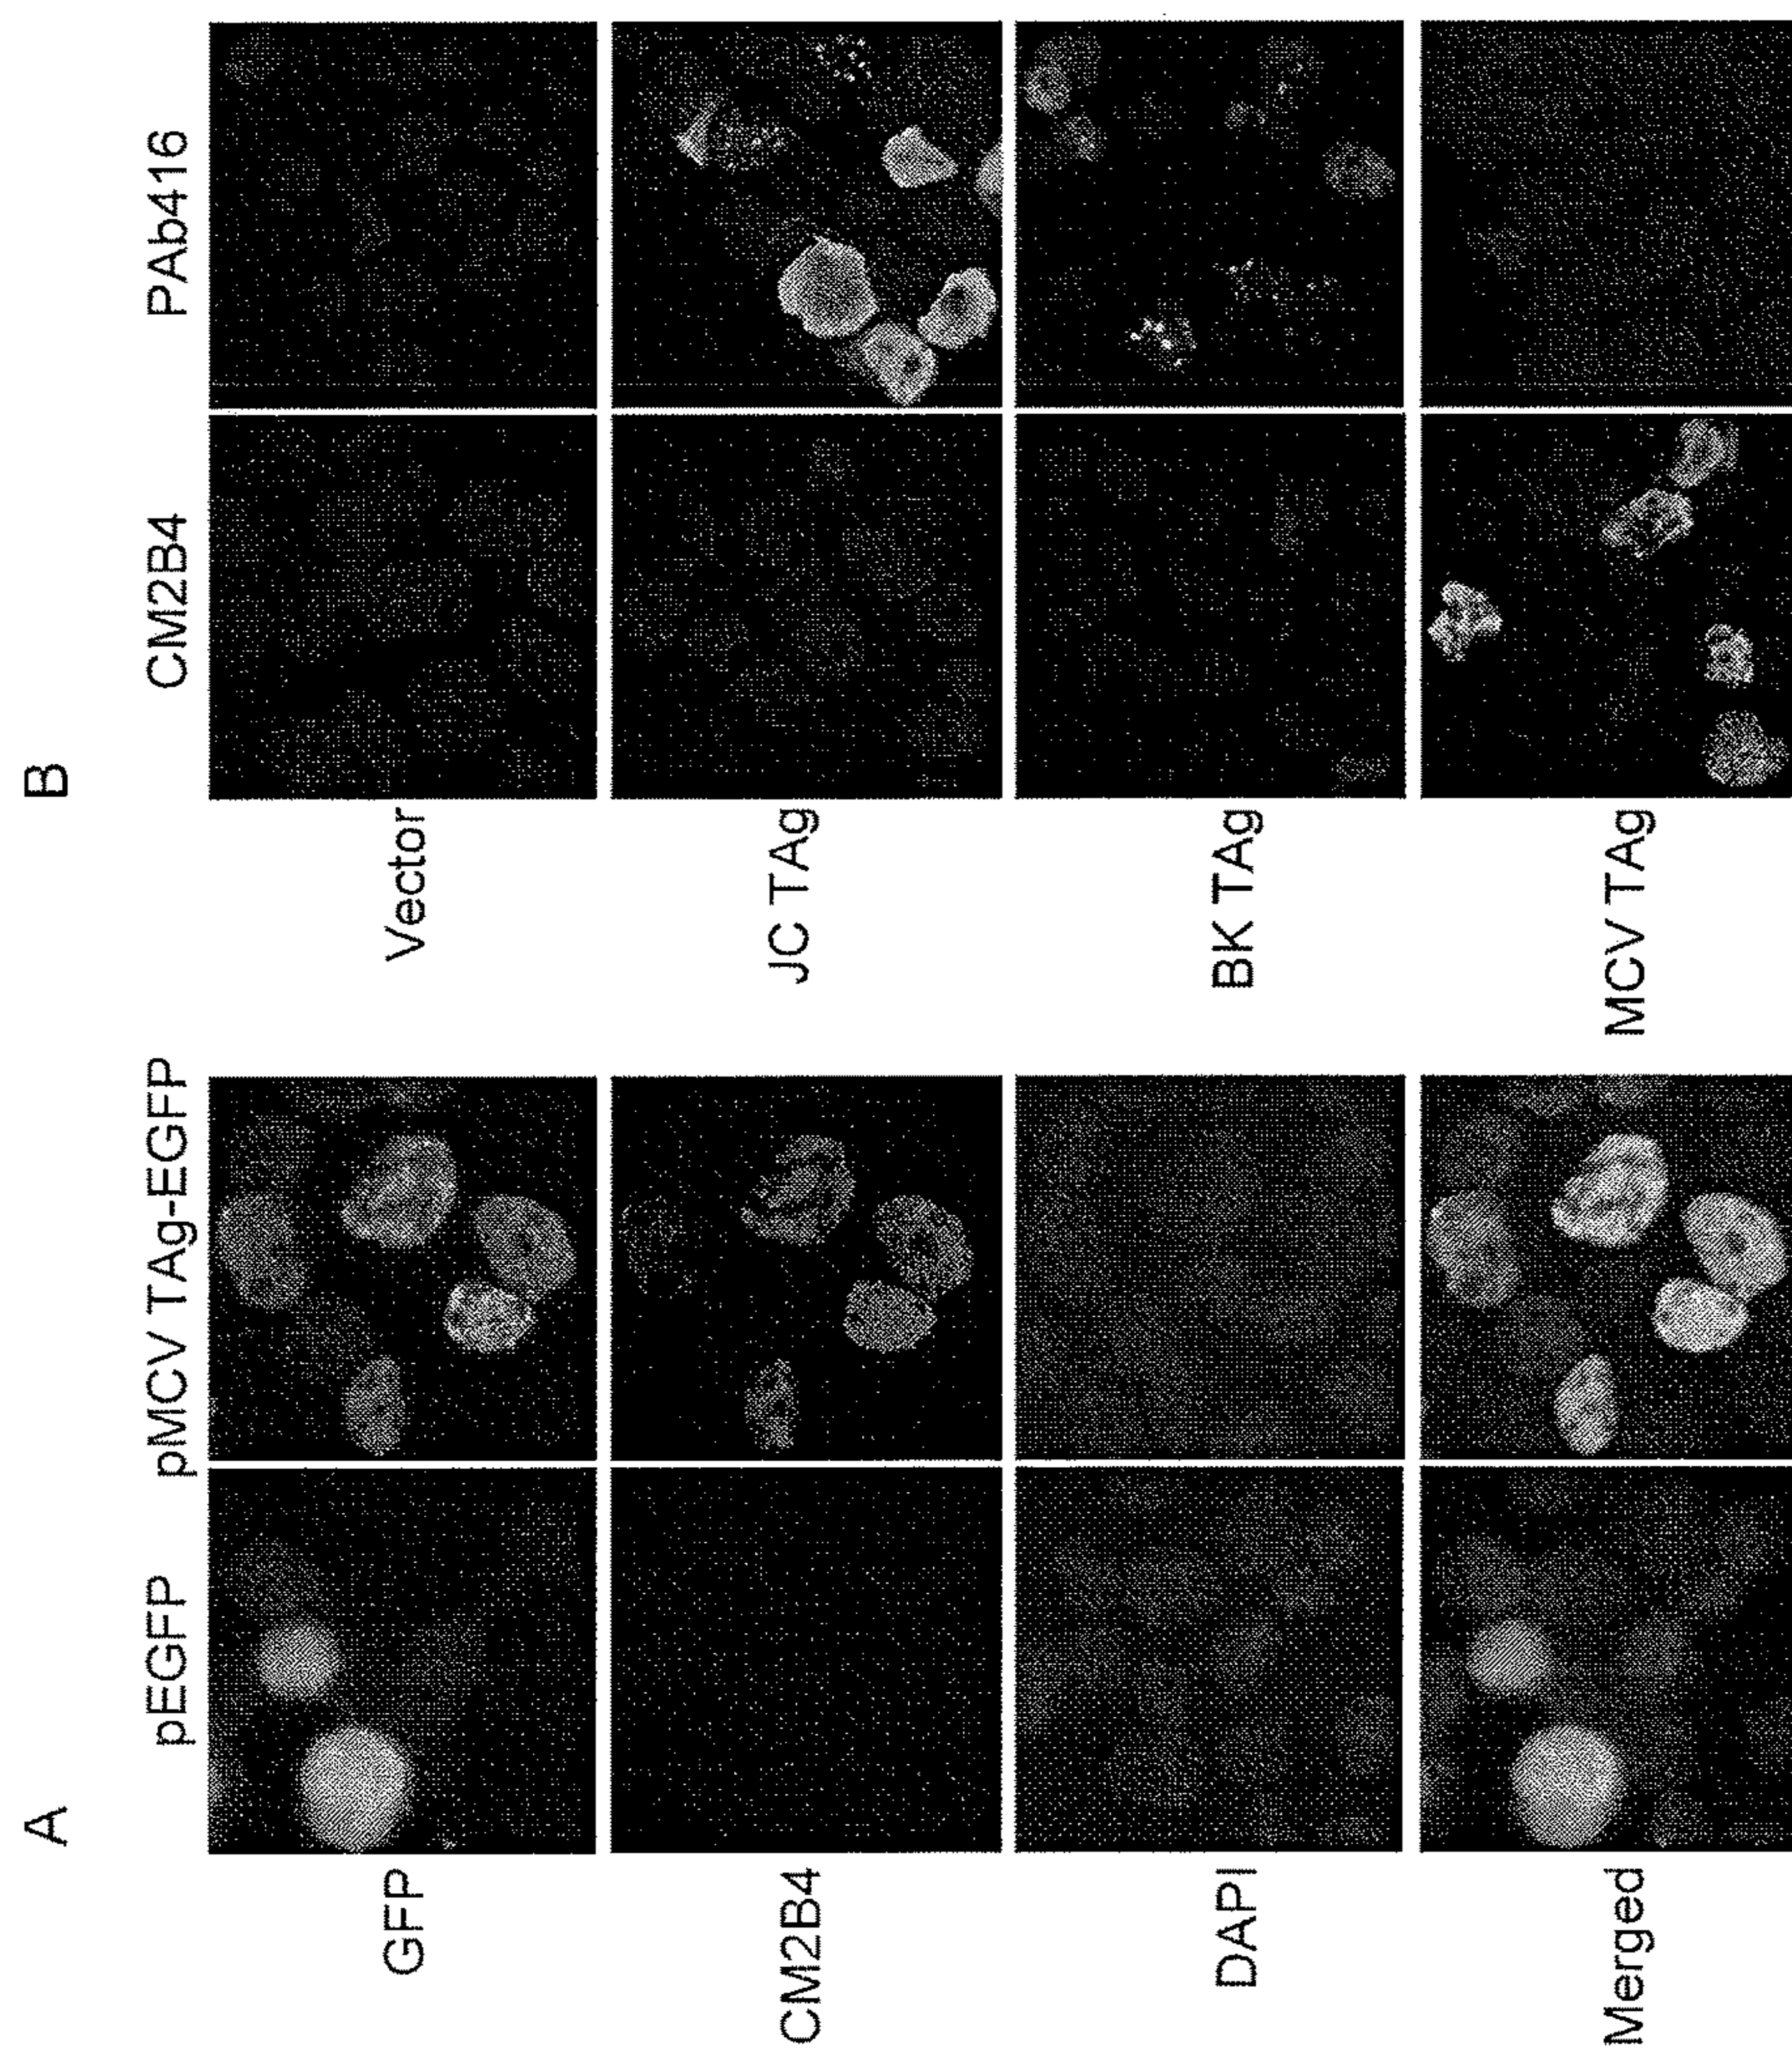 A
pEGFP
pMCV TAg-EGFP
GFP
CM2B4
DAPI
Merged
B
CM2B4
PAb416
Vector
JC TAg
BK TAg
MCV TAg